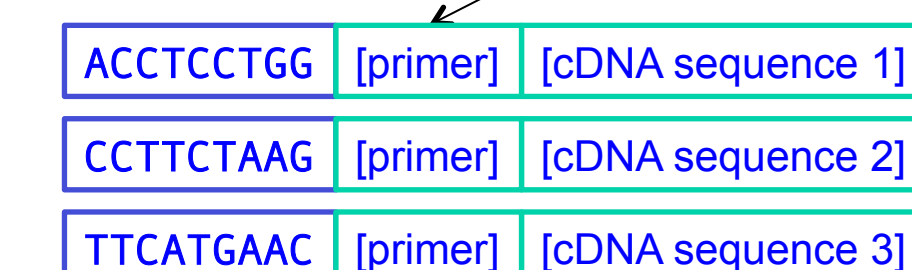 ACCTCCTGG [primer] [cDNA sequence 1]
CCTTCTAAG [primer] [cDNA sequence 2]
TTCATGAAC [primer] [cDNA sequence 3]